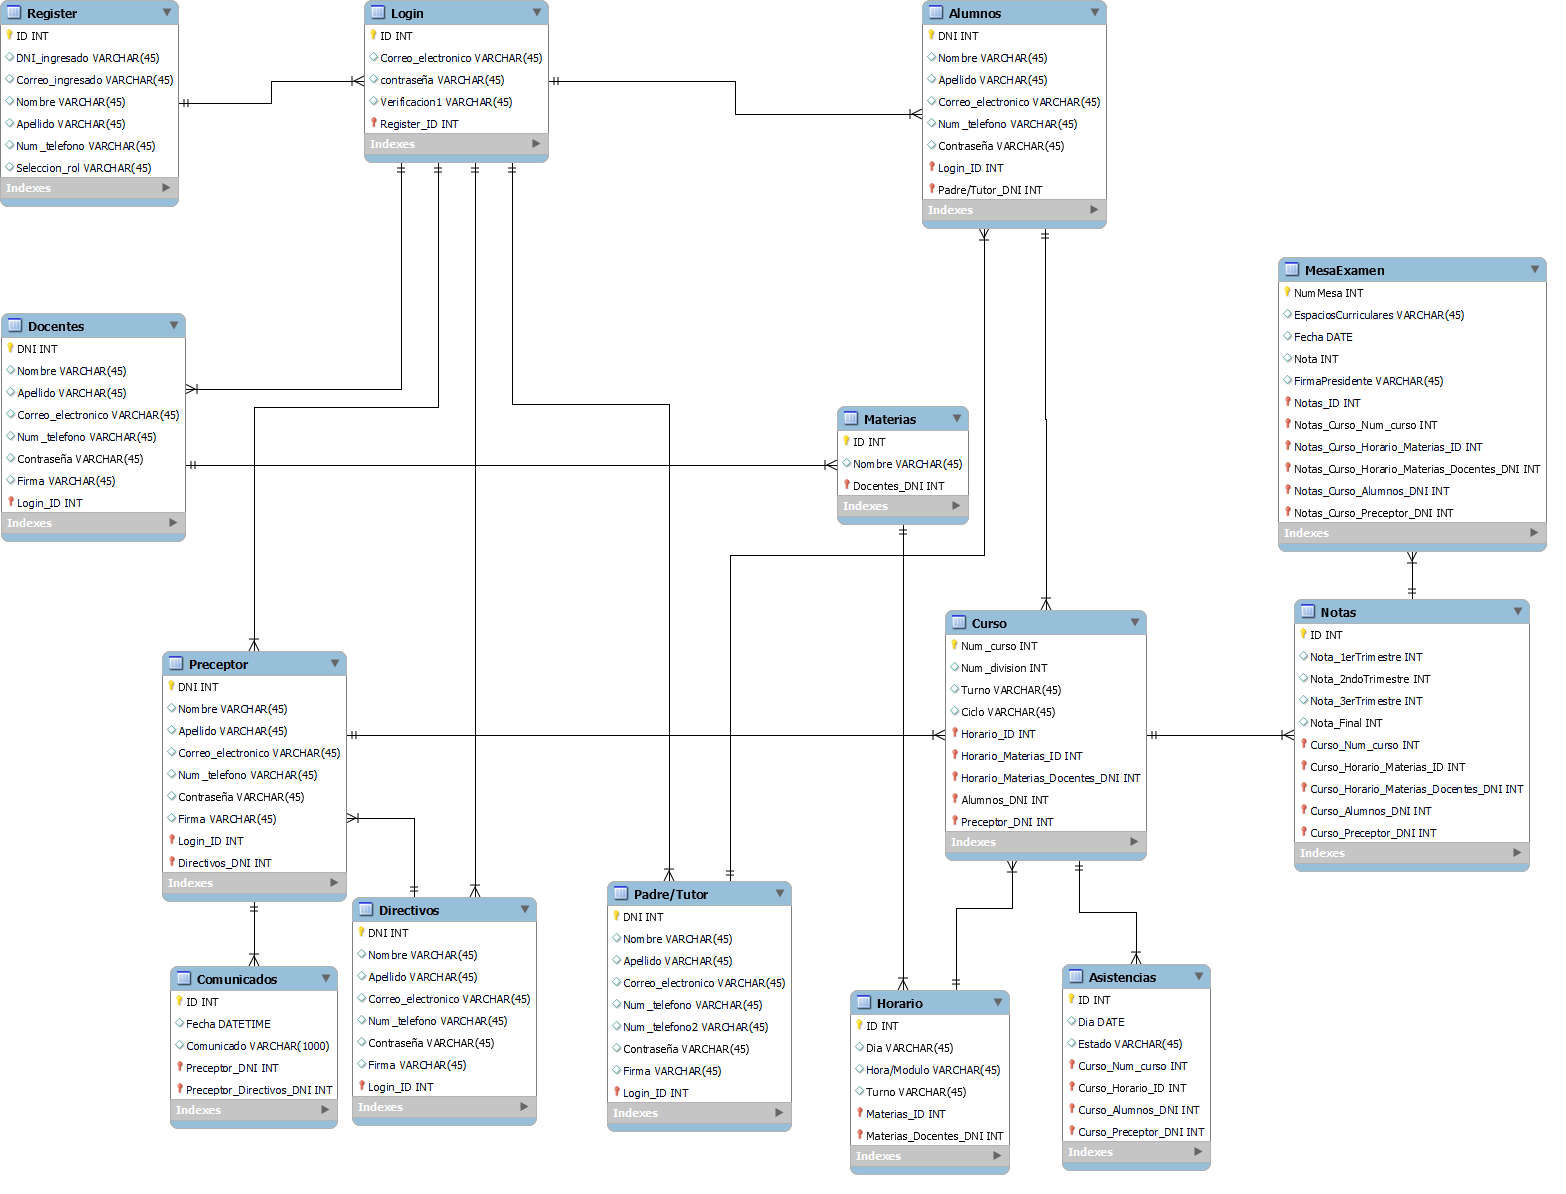 Register
ID INT
DNI_ingresado VARCHAR(45)
Correo_ingresado VARCHAR(45)
Nombre VARCHAR(45)
Apellido VARCHAR(45)
Num_telefono VARCHAR(45)
Seleccion_rol VARCHAR(45)
Indexes
Login
ID INT
Correo_electronico VARCHAR(45)
contraseña VARCHAR(45)
Verificacion1 VARCHAR(45)
Register_ID INT
Indexes
Alumnos
DNI INT
Nombre VARCHAR(45)
Apellido VARCHAR(45)
Correo_electronico VARCHAR(45)
Num_telefono VARCHAR(45)
Contraseña VARCHAR(45)
Login_ID INT
Padre/Tutor_DNI INT
Indexes
MesaExamen
NumMesa INT
EspaciosCurriculares VARCHAR(45)
Fecha DATE
Nota INT
FirmaPresidente VARCHAR(45)
Notas_ID INT
Notas_Curso_Num_curso INT
Notas_Curso_Horario_Materias_ID INT
Notas_Curso_Horario_Materias_Docentes_DNI INT
Notas_Curso_Alumnos_DNI INT
Notas_Curso_Preceptor_DNI INT
Indexes
Docentes
DNI INT
Nombre VARCHAR(45)
Apellido VARCHAR(45)
Correo_electronico VARCHAR(45)
Num_telefono VARCHAR(45)
Contraseña VARCHAR(45)
Firma VARCHAR(45)
Login_ID INT
Indexes
Materias
ID INT
Nombre VARCHAR(45)
Docentes_DNI INT
Indexes
Preceptor
DNI INT
Nombre VARCHAR(45)
Apellido VARCHAR(45)
Correo_electronico VARCHAR(45)
Num_telefono VARCHAR(45)
Contraseña VARCHAR(45)
Firma VARCHAR(45)
Login_ID INT
Directivos_DNI INT
Indexes
Curso
Num_curso INT
Num_division INT
Turno VARCHAR(45)
Ciclo VARCHAR(45)
Horario_ID INT
Horario_Materias_ID INT
Horario_Materias_Docentes_DNI INT
Alumnos_DNI INT
Preceptor_DNI INT
Indexes
Notas
ID INT
Nota_1erTrimestre INT
Nota_2ndoTrimestre INT
Nota_3erTrimestre INT
Nota_Final INT
Curso_Num_curso INT
Curso_Horario_Materias_ID INT
Curso_Horario_Materias_Docentes_DNI INT
Curso_Alumnos_DNI INT
Curso_Preceptor_DNI INT
Indexes
Comunicados
ID INT
Fecha DATETIME
Comunicado VARCHAR(1000)
Preceptor_DNI INT
Preceptor_Directivos_DNI INT
Indexes
Directivos
DNI INT
Nombre VARCHAR(45)
Apellido VARCHAR(45)
Correo_electronico VARCHAR(45)
Num_telefono VARCHAR(45)
Contraseña VARCHAR(45)
Firma VARCHAR(45)
Login_ID INT
Indexes
Padre/Tutor
DNI INT
Nombre VARCHAR(45)
Apellido VARCHAR(45)
Correo_electronico VARCHAR(45)
Num_telefono VARCHAR(45)
Num_telefono2 VARCHAR(45)
Contraseña VARCHAR(45)
Firma VARCHAR(45)
Login_ID INT
Indexes
Horario
ID INT
Dia VARCHAR(45)
Hora/Modulo VARCHAR(45)
Turno VARCHAR(45)
Materias_ID INT
Materias_Docentes_DNI INT
Indexes
Asistencias
ID INT
Dia DATE
Estado VARCHAR(45)
Curso_Num_curso INT
Curso_Horario_ID INT
Curso_Alumnos_DNI INT
Curso_Preceptor_DNI INT
Indexes